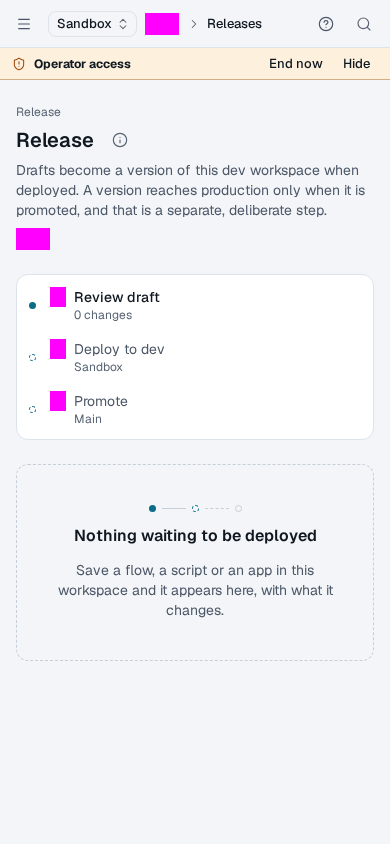 Sandbox
Releases
Operator access
End now
Hide
Release
Release
Drafts become a version of this dev workspace when
deployed. A version reaches production only when it is
promoted, and that is a separate, deliberate step.
Review draft
0 changes
Deploy to dev
Sandbox
Promote
Main
Nothing waiting to be deployed
Save a flow, a script or an app in this
workspace and it appears here, with what it
changes.